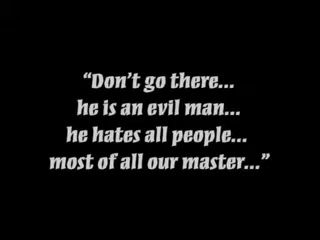 “Don’t go there...
he is an evil man...
he hates all people...
most of all our master...”